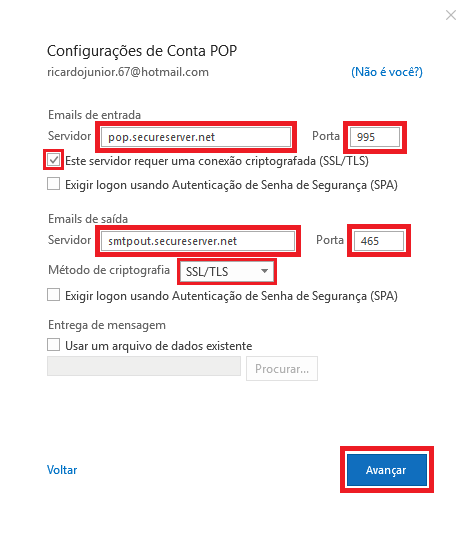 Configurações de Conta POP
ricardojunior.67@hotmail.com (Não é você?)
Emails de entrada
Servidor pop.secureserver.net Porta 995
Este servidor requer uma conexão criptografada (SSL/TLS)
Exigir logon usando Autenticação de Senha de Segurança (SPA)
Emails de saída
Servidor smtpout.secureserver.net Porta 465
Método de criptografia SSL/TLS
Exigir logon usando Autenticação de Senha de Segurança (SPA)
Entrega de mensagem
Usar um arquivo de dados existente
Procurar...
Voltar Avançar